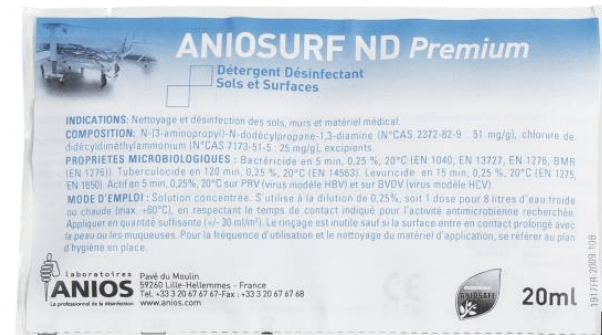 ANIOSURF ND Premium
Détergent Désinfectant
Sols et Surfaces
INDICATIONS: Nettoyage et désinfection des sols, murs et matériel médical.
COMPOSITION: N-(3-aminopropyl)-N-dodécylpropane-1,3-diamine (N°CAS 2372-82-9 : 51 mg/g), chlorure de
didécyldiméthylammonium (N°CAS 7173-51-5 : 25 mg/g), excipients.
PROPRIETES MICROBIOLOGIQUES : Bactéricide en 5 min, 0,25 %, 20°C (EN 1040, EN 13727, EN 1276, BMR
(EN 1276)). Tuberculocide en 120 min, 0,25 %, 20°C (EN 14563). Levuricide en 15 min, 0,25 %, 20°C (EN 1275,
EN 1650). Actif en 5 min, 0,25%, 20°C sur PRV (virus modèle HBV) et sur BVDV (virus modèle HCV).
MODE D'EMPLOI : Solution concentrée. S'utilise à la dilution de 0,25%, soit 1 dose pour 8 litres d'eau froide
ou chaude (max. +60°C), en respectant le temps de contact indiqué pour l'activité antimicrobienne recherchée.
Appliquer en quantité suffisante (+/- 30 ml/m²). Le rinçage est inutile sauf si la surface entre en contact prolongé avec
la peau ou les muqueuses. Pour la fréquence d'utilisation et le nettoyage du matériel d'application, se référer au plan
d'hygiène en place.
laboratoires
ANIOS
Le professionnel de la désinfection
Pavé du Moulin
59260 Lille-Hellemmes - France
Tél. +33 3 20 67 67 67-Fax : +33 3 20 67 67 68
www.anios.com
CE
ANIOSAFE
20ml
1917FR 2009.108